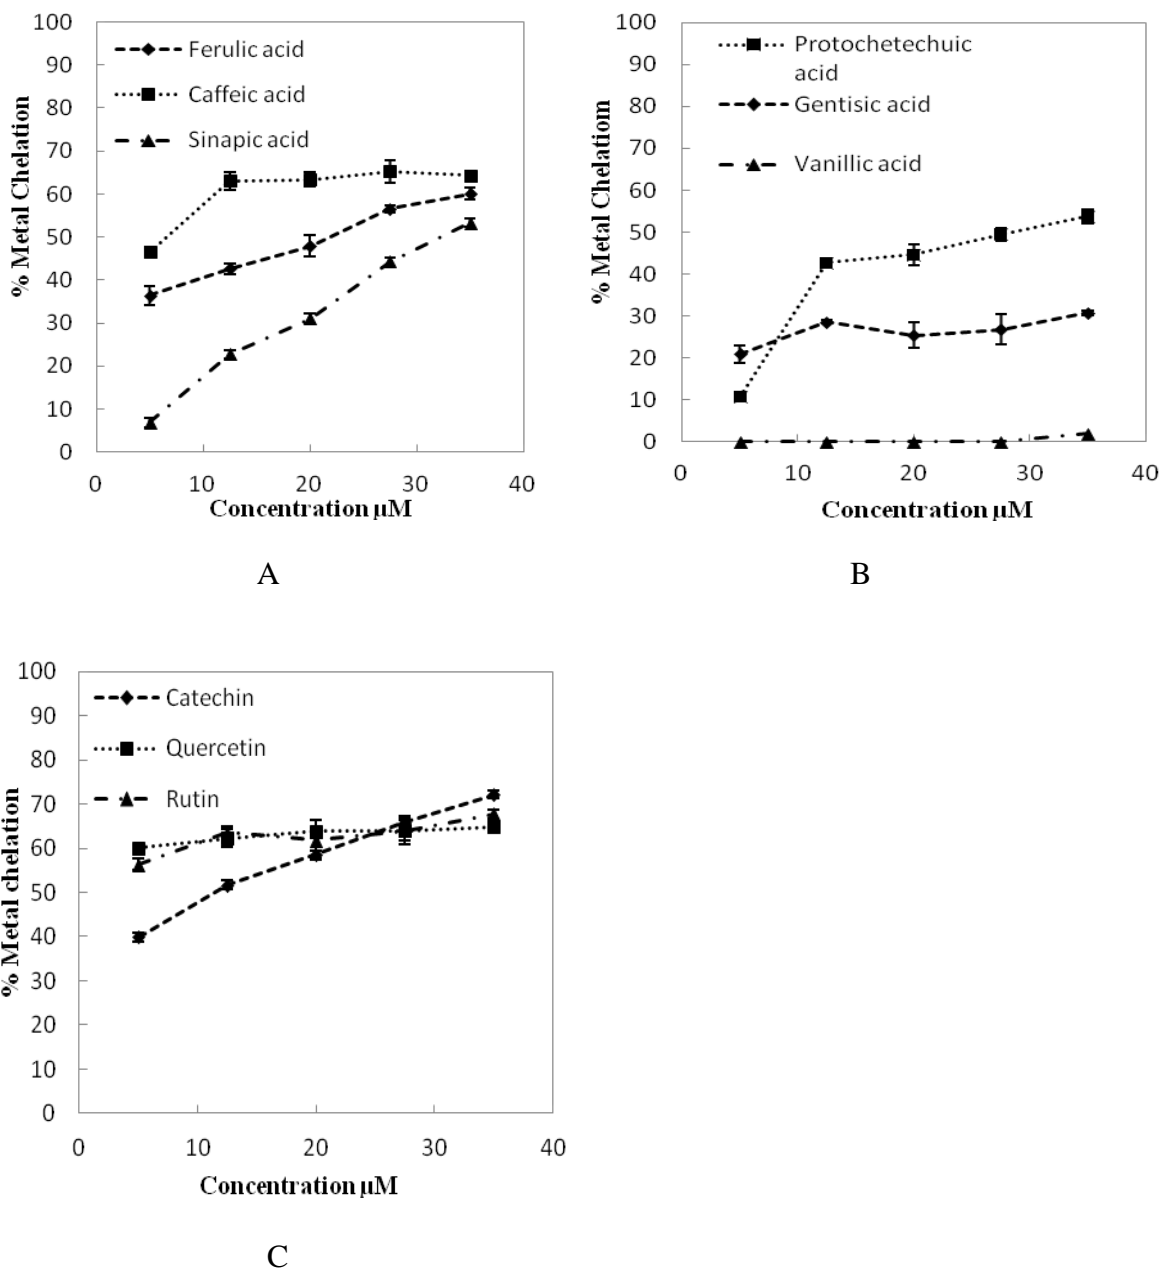 % Metal Chelation
100
90
80
70
60
50
40
30
20
10
0
Ferulic acid
Caffeic acid
Sinapic acid
0 10 20 30 40
Concentration µM
A
% Metal Chelatiom
100
90
80
70
60
50
40
30
20
10
0
Protochetechuic
acid
Gentisic acid
Vanillic acid
0 10 20 30 40
Concentration µM
B
% Metal chelation
100
90
80
70
60
50
40
30
20
10
0
Catechin
Quercetin
Rutin
0 10 20 30 40
Concentration µM
C